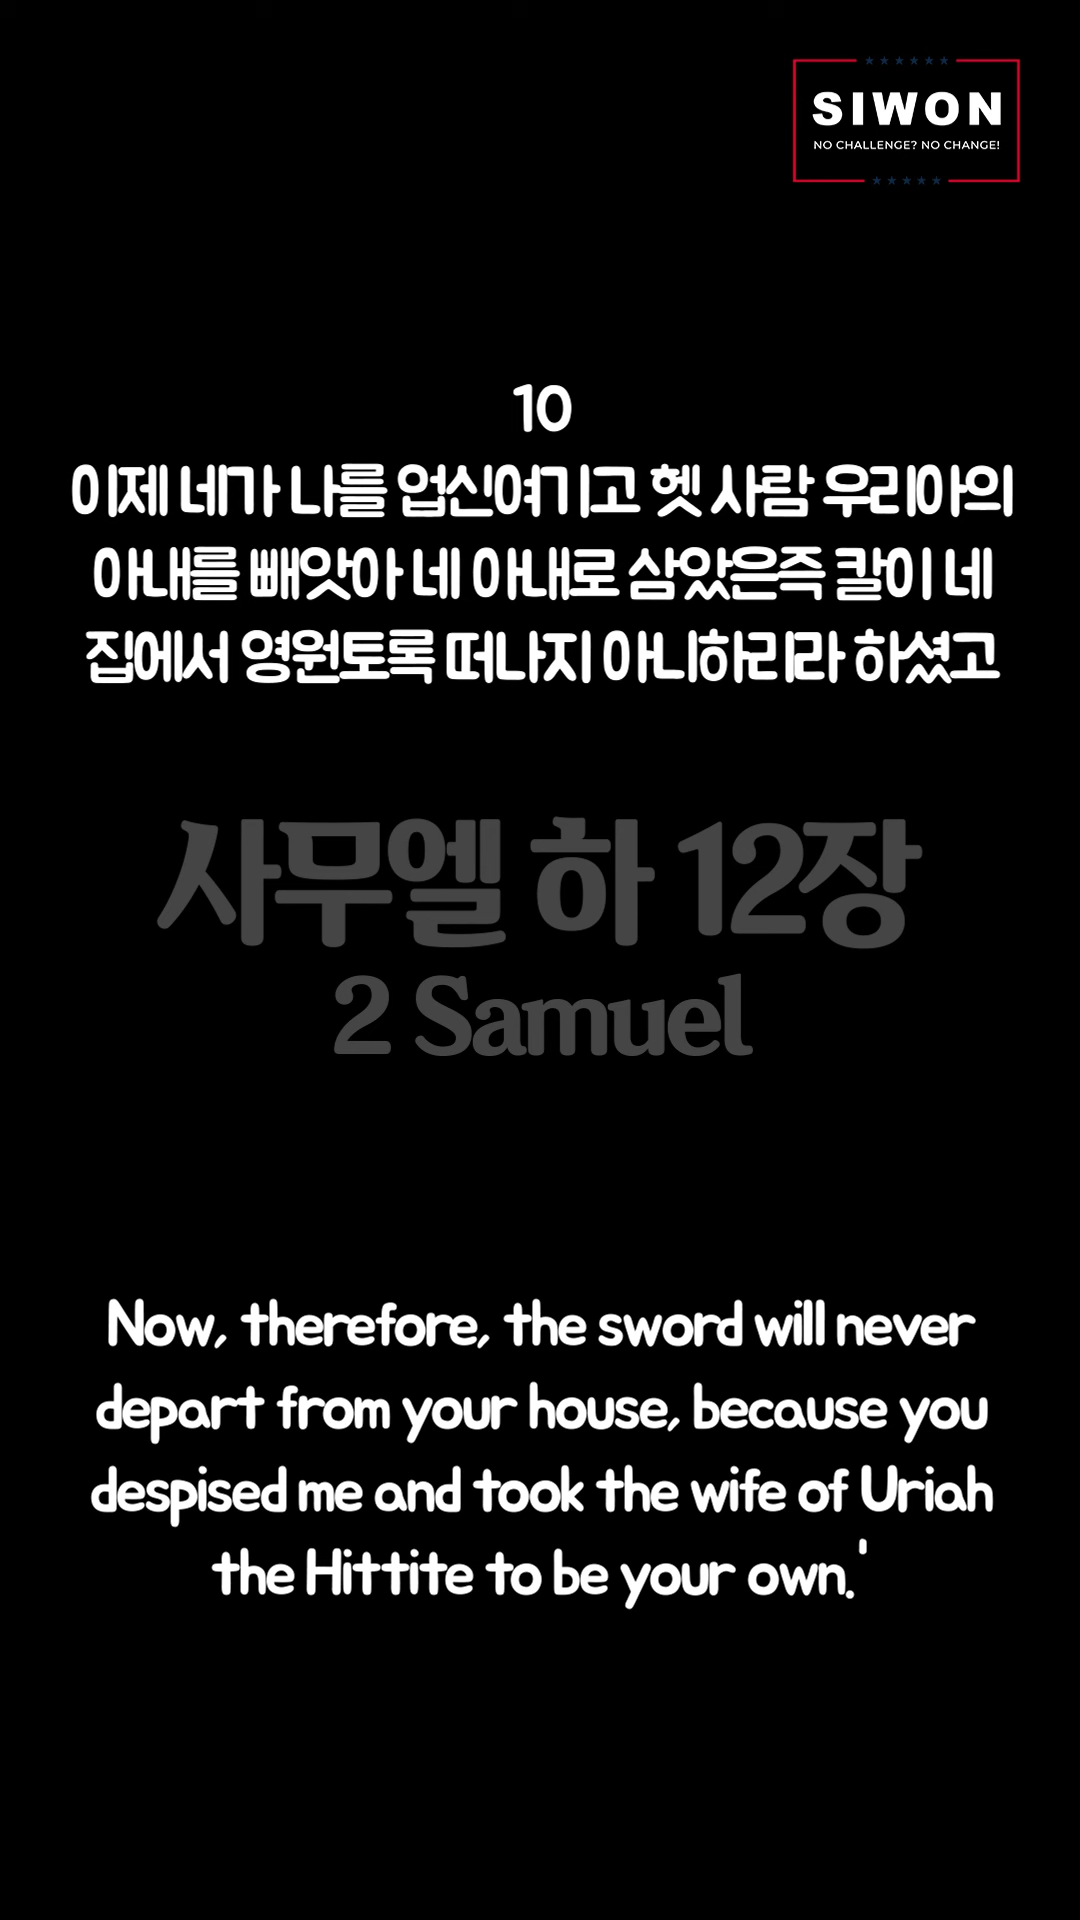 SIWON
NO CHALLENGE? NO CHANGE!
10
이제 네가 나를 업신여기고 헷 사람 우리아의
아내를 빼앗아 네 아내로 삼았은즉 칼이 네
집에서 영원토록 떠나지 아니하리라 하셨고
사무엘 하 12장
2 Samuel
Now, therefore, the sword will never
depart from your house, because you
despised me and took the wife of Uriah
the Hittite to be your own.'